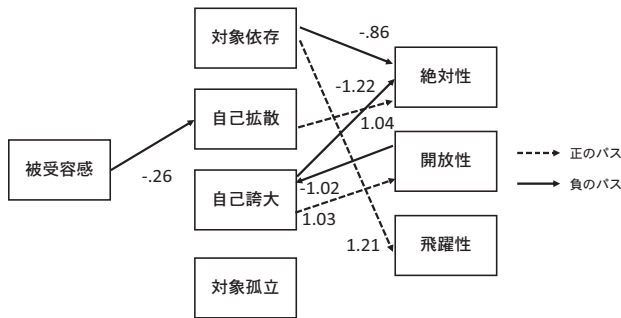 対象依存
-.86
絶対性
-1.22
自己拡散
1.04
開放性
正のパス
被受容感
-.26
自己誇大
-1.02
負のパス
1.03
1.21
飛躍性
対象孤立